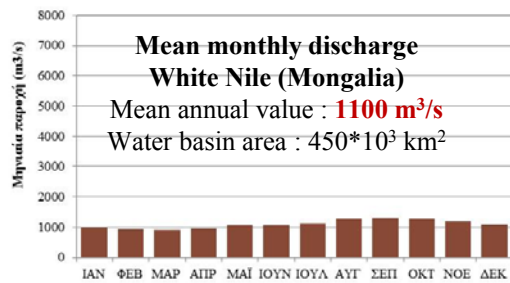 Μηνιαία παροχή (m3/s)
8000
7000
6000
5000
4000
3000
2000
1000
0
Mean monthly discharge
White Nile (Mongalia)
Mean annual value : 1100 m³/s
Water basin area : 450*10³ km²
ΙΑΝ ΦΕΒ ΜΑΡ ΑΠΡ ΜΑΪ ΙΟΥΝ ΙΟΥΛ ΑΥΓ ΣΕΠ ΟΚΤ ΝΟΕ ΔΕΚ